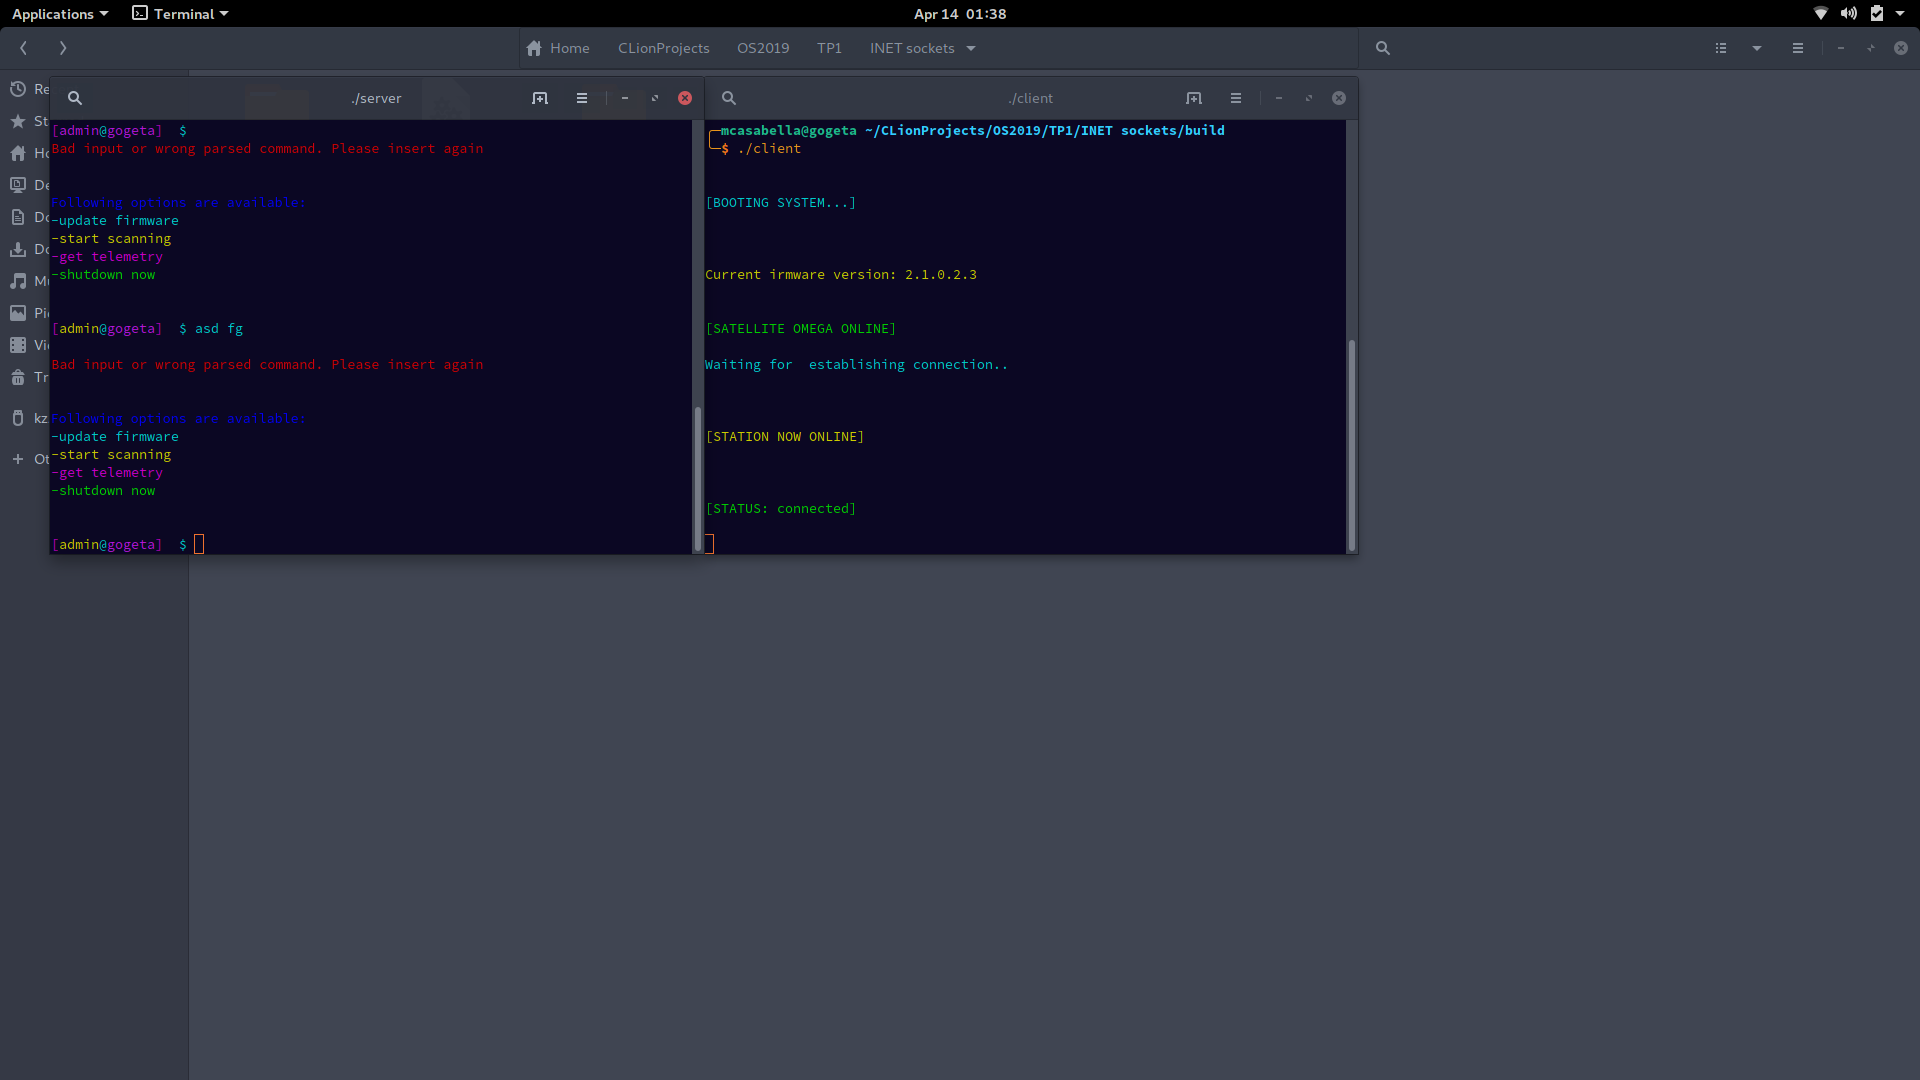 Applications
Terminal
Apr 14 01:38
Home
CLionProjects
OS2019
TP1
INET sockets
Re
St
Ho
De
Do
Do
Mu
Pic
Vi
Tr
kz
Ot
./server
[admin@gogeta]  $
Bad input or wrong parsed command. Please insert again
Following options are available:
-update firmware
-start scanning
-get telemetry
-shutdown now
[admin@gogeta]  $ asd fg
Bad input or wrong parsed command. Please insert again
Following options are available:
-update firmware
-start scanning
-get telemetry
-shutdown now
[admin@gogeta]  $
./client
mcasabella@gogeta ~/CLionProjects/OS2019/TP1/INET sockets/build
$ ./client
[BOOTING SYSTEM...]
Current irmware version: 2.1.0.2.3
[SATELLITE OMEGA ONLINE]
Waiting for  establishing connection..
[STATION NOW ONLINE]
[STATUS: connected]